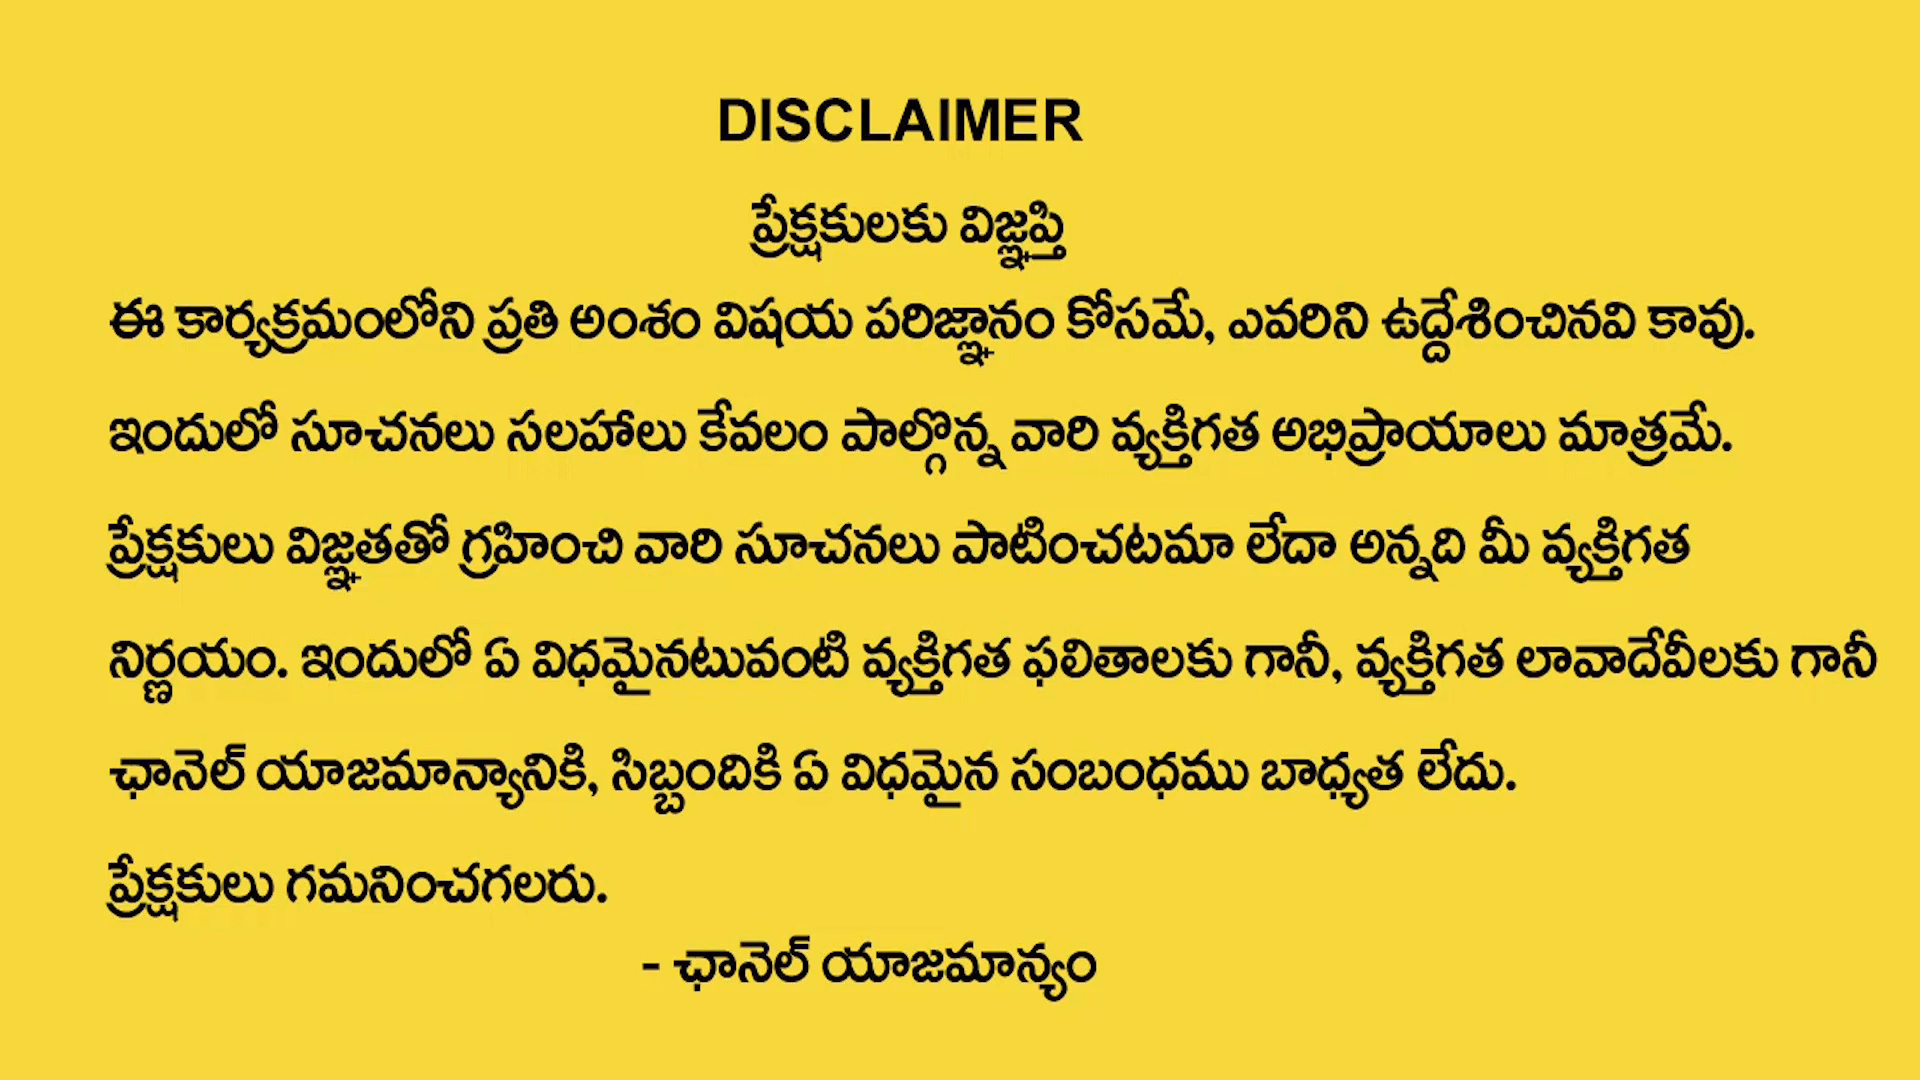 DISCLAIMER
ప్రేక్షకులకు విజ్ఞప్తి
ఈ కార్యక్రమంలోని ప్రతి అంశం విషయ పరిజ్ఞానం కోసమే, ఎవరిని ఉద్దేశించినవి కావు.
ఇందులో సూచనలు సలహాలు కేవలం పాల్గొన్న వారి వ్యక్తిగత అభిప్రాయాలు మాత్రమే.
ప్రేక్షకులు విజ్ఞతతో గ్రహించి వారి సూచనలు పాటించటమా లేదా అన్నది మీ వ్యక్తిగత
నిర్ణయం. ఇందులో ఏ విధమైనటువంటి వ్యక్తిగత ఫలితాలకు గానీ, వ్యక్తిగత లావాదేవీలకు గానీ
ఛానెల్ యాజమాన్యానికి, సిబ్బందికి ఏ విధమైన సంబంధము బాధ్యత లేదు.
ప్రేక్షకులు గమనించగలరు.
- ఛానెల్ యాజమాన్యం